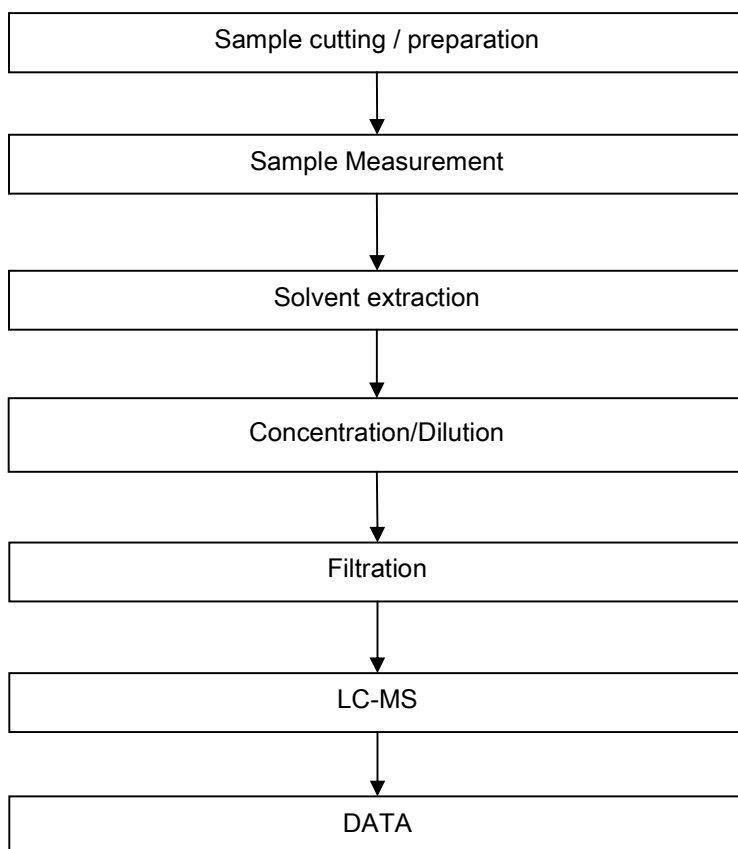 Sample cutting / preparation
Sample Measurement
Solvent extraction
Concentration/Dilution
Filtration
LC-MS
DATA